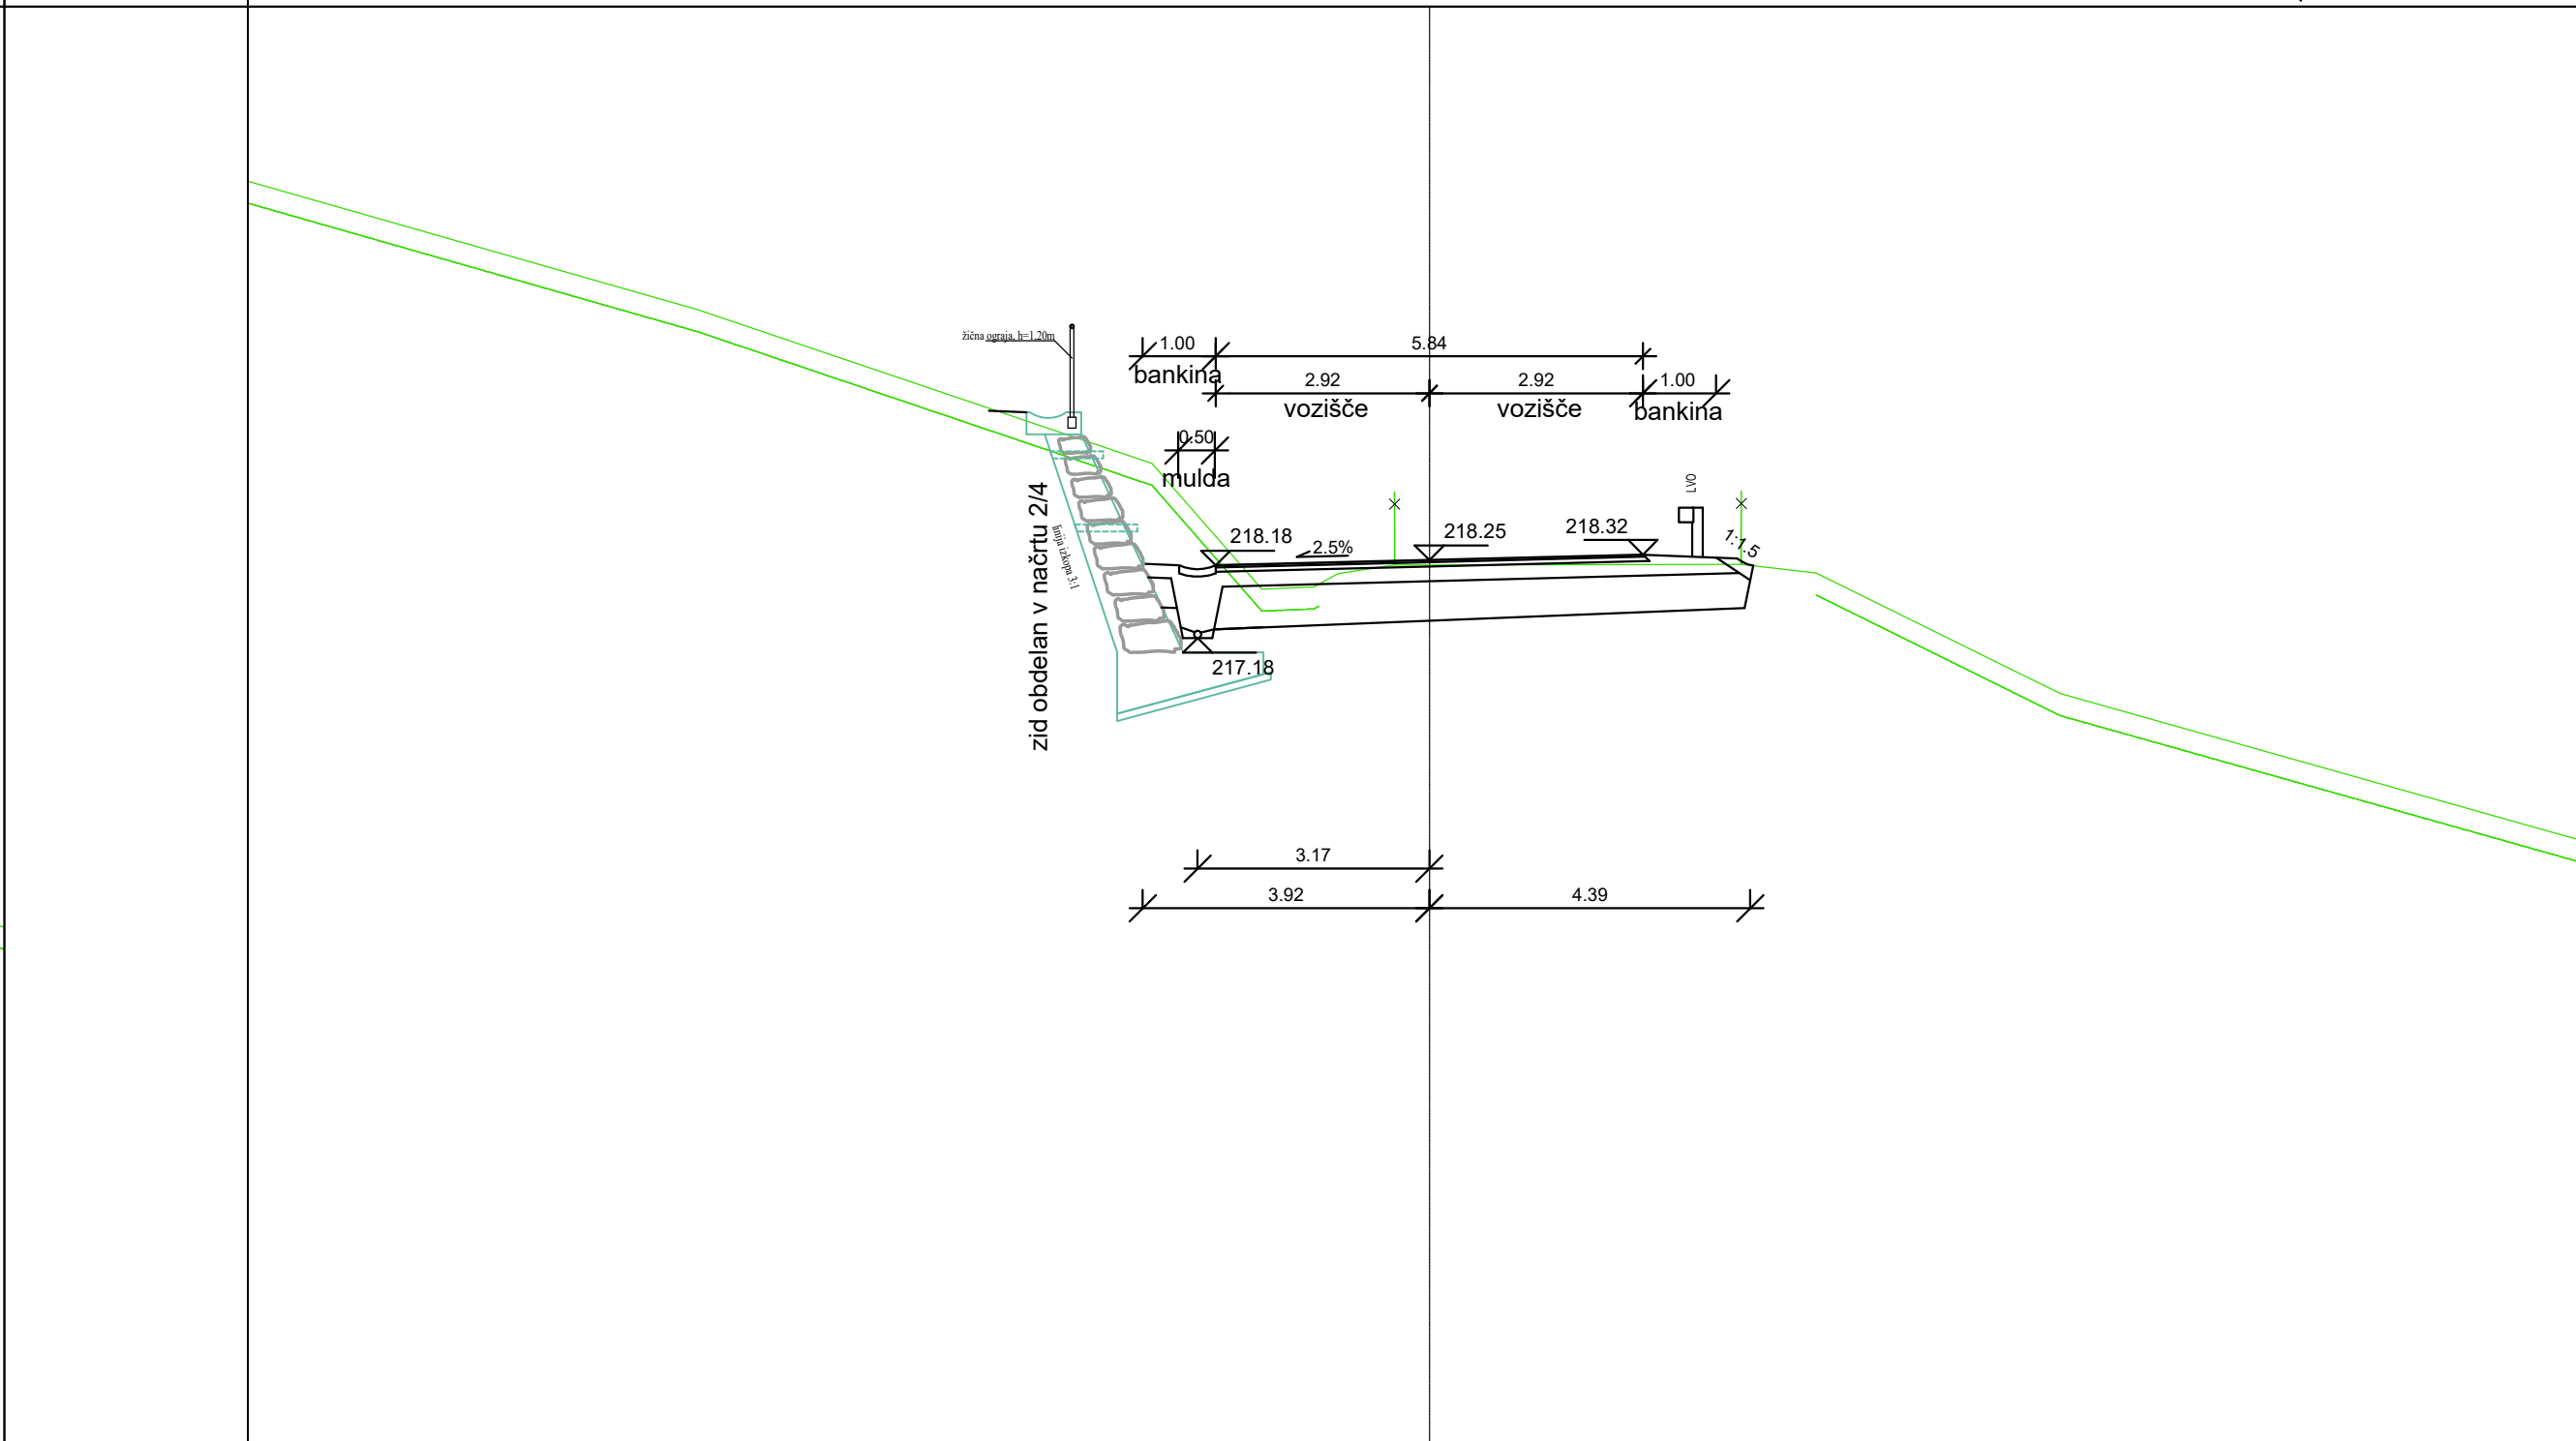 žična ograja, h=1,20m
1.00
5.84
bankina
2.92
2.92
1.00
vozišče
vozišče
bankina
0.50
mulda
LVO
zid obdelan v načrtu 2/4
linija izkopa 3:1
218.18
2.5%
218.25
218.32
1:1.5
217.18
3.17
3.92
4.39